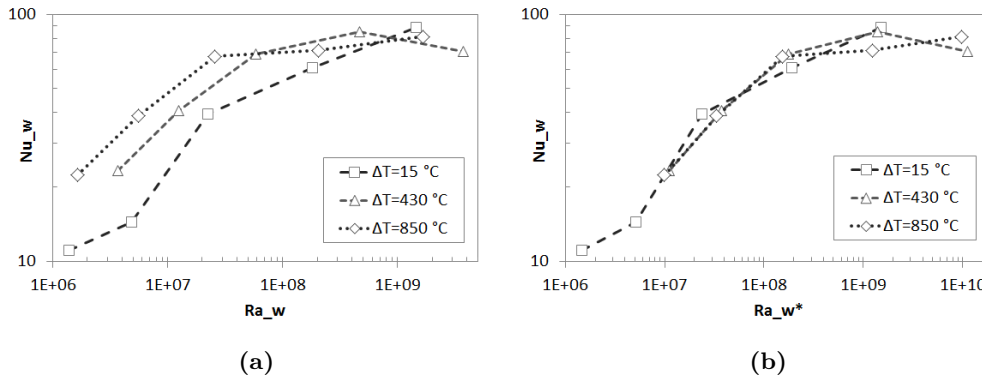 100
Nu_w
10
1E+06 1E+07 1E+08 1E+09
Ra_w
ΔT=15 °C
ΔT=430 °C
ΔT=850 °C
(a)
100
Nu_w
10
1E+06 1E+07 1E+08 1E+09 1E+10
Ra_w*
ΔT=15 °C
ΔT=430 °C
ΔT=850 °C
(b)